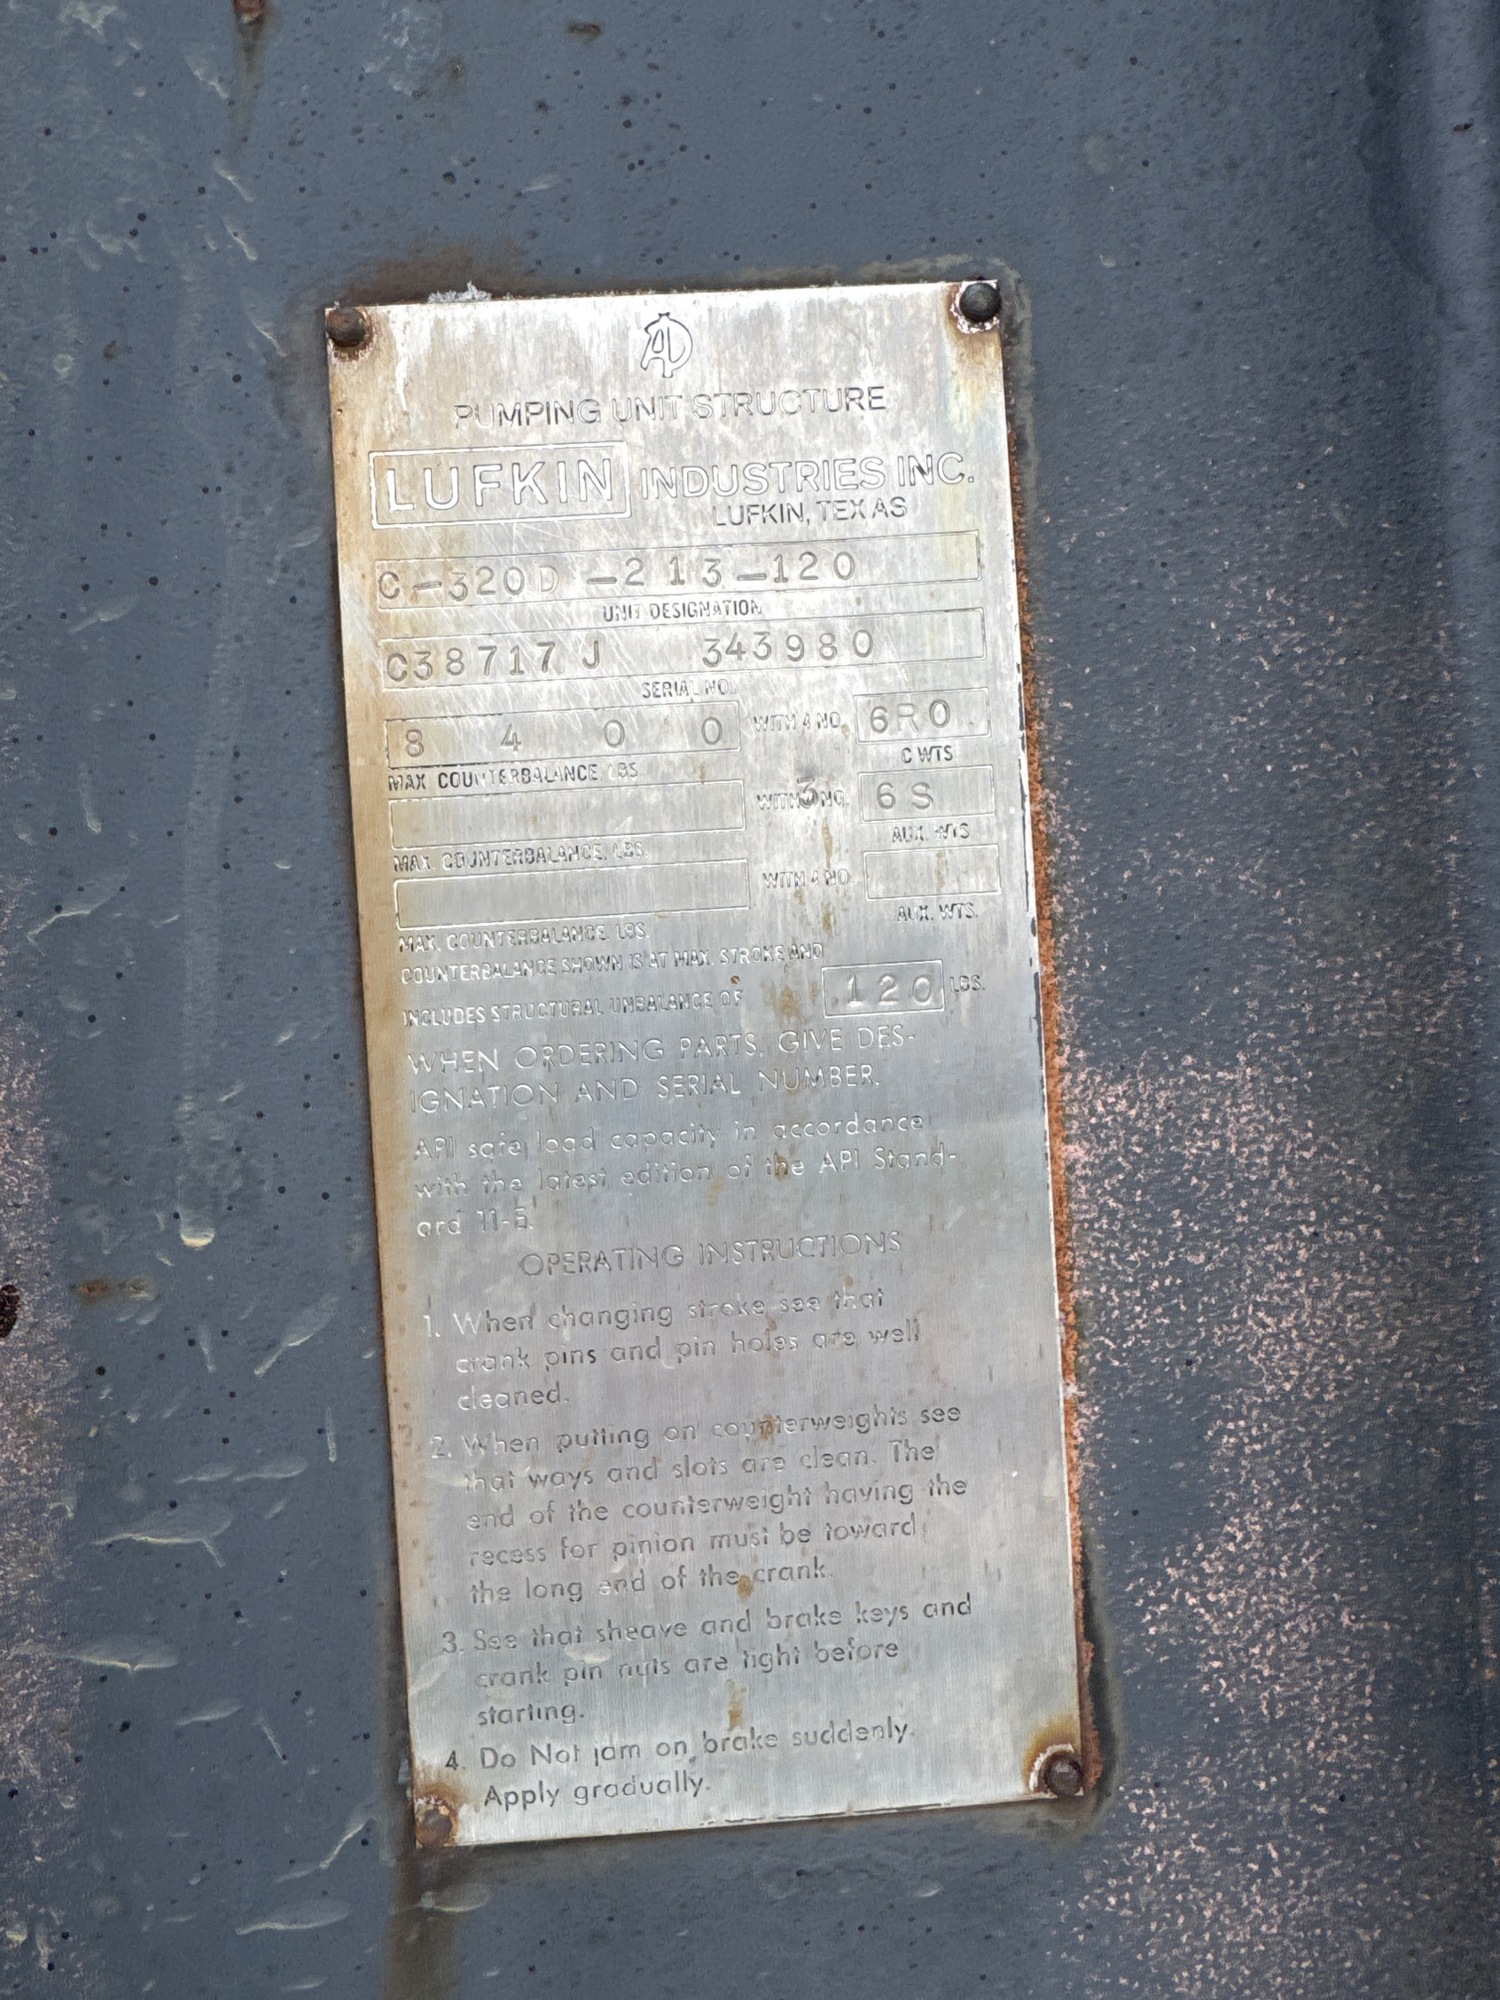 API
PUMPING UNIT STRUCTURE
LUFKIN INDUSTRIES INC.
LUFKIN, TEXAS
C-320D-213-120
UNIT DESIGNATION
C38717J 343980
SERIAL NO.
8400 WITH 4 NO. 6RO
MAX COUNTERBALANCE, LBS C WTS
WITH 3 NO. 6S
MAX. COUNTERBALANCE, LBS. AUX. WTS
WITH 4 NO
MAX. COUNTERBALANCE, LBS. AUX. WTS.
COUNTERBALANCE SHOWN IS AT MAX. STROKE AND
INCLUDES STRUCTURAL UNBALANCE OF 120 LBS.
WHEN ORDERING PARTS, GIVE DES-
IGNATION AND SERIAL NUMBER.
API safe load capacity in accordance
with the latest edition of the API Stand-
ard 11-E.
OPERATING INSTRUCTIONS
1. When changing stroke see that
crank pins and pin holes are well
cleaned.
2. When putting on counterweights see
that ways and slots are clean. The
end of the counterweight having the
recess for pinion must be toward
the long end of the crank.
3. See that sheave and brake keys and
crank pin nuts are tight before
starting.
4. Do Not jam on brake suddenly.
Apply gradually.